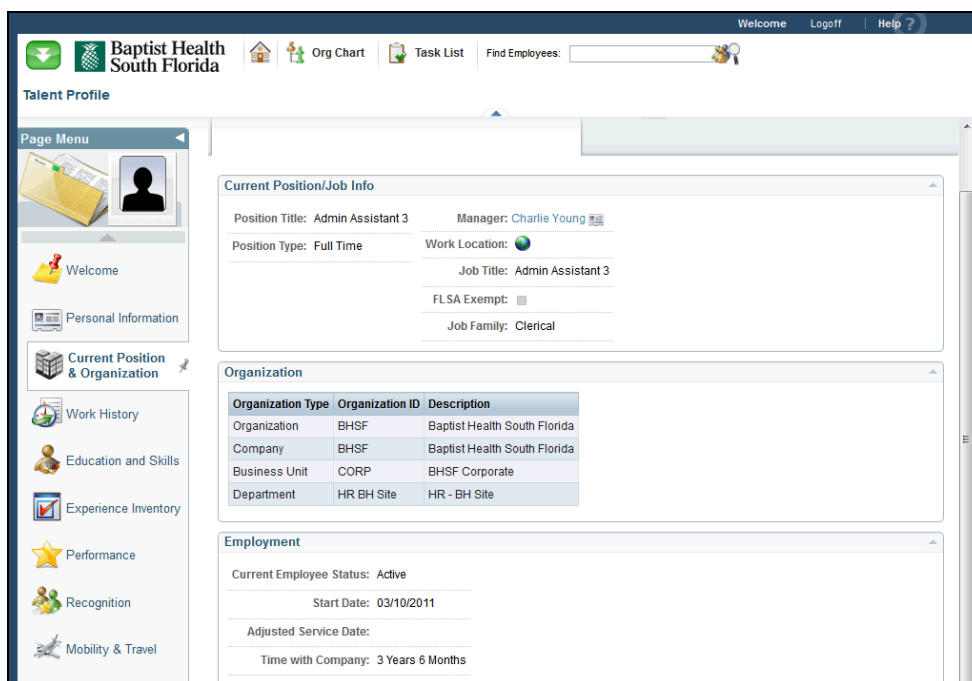 Welcome Logoff | Help ?
Baptist Health
South Florida
Org Chart Task List Find Employees:
Talent Profile
Page Menu
Welcome
Personal Information
Current Position
& Organization
Work History
Education and Skills
Experience Inventory
Performance
Recognition
Mobility & Travel
Current Position/Job Info
Position Title: Admin Assistant 3 Manager: Charlie Young
Position Type: Full Time Work Location:
Job Title: Admin Assistant 3
FLSA Exempt:
Job Family: Clerical
Organization
Organization Type Organization ID Description
Organization BHSF Baptist Health South Florida
Company BHSF Baptist Health South Florida
Business Unit CORP BHSF Corporate
Department HR BH Site HR - BH Site
Employment
Current Employee Status: Active
Start Date: 03/10/2011
Adjusted Service Date:
Time with Company: 3 Years 6 Months